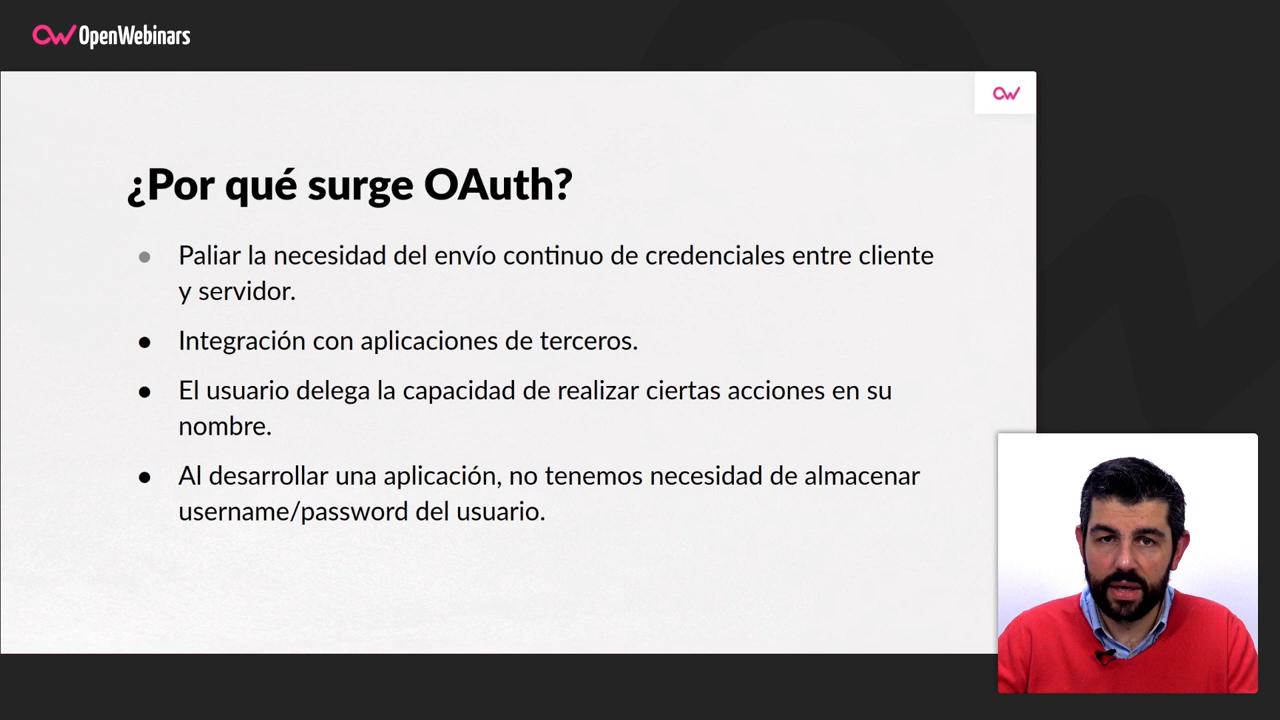 OpenWebinars
¿Por qué surge OAuth?
● Paliar la necesidad del envío continuo de credenciales entre cliente
y servidor.
● Integración con aplicaciones de terceros.
● El usuario delega la capacidad de realizar ciertas acciones en su
nombre.
● Al desarrollar una aplicación, no tenemos necesidad de almacenar
username/password del usuario.